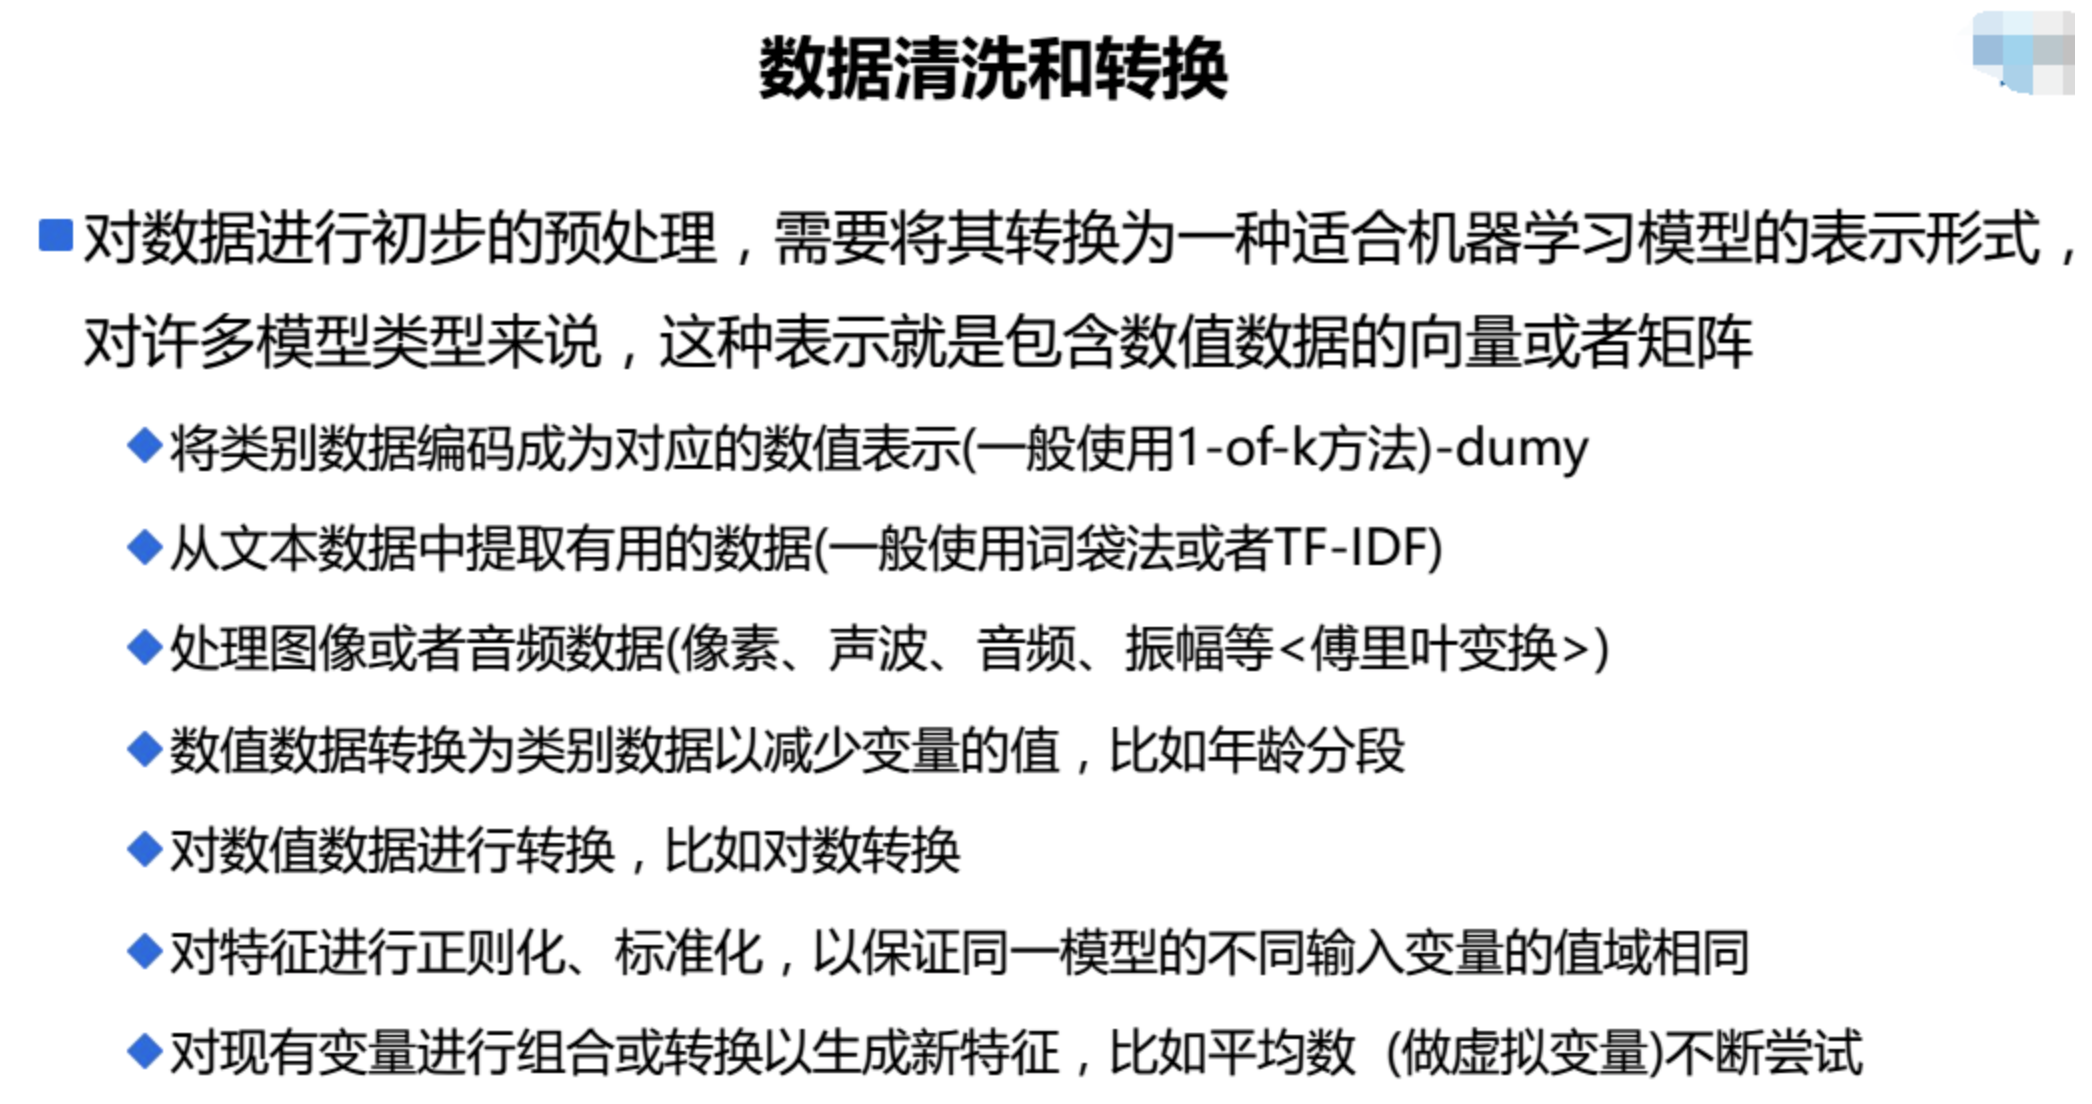 数据清洗和转换
对数据进行初步的预处理，需要将其转换为一种适合机器学习模型的表示形式，
对许多模型类型来说，这种表示就是包含数值数据的向量或者矩阵
将类别数据编码成为对应的数值表示(一般使用1-of-k方法)-dumy
从文本数据中提取有用的数据(一般使用词袋法或者TF-IDF)
处理图像或者音频数据(像素、声波、音频、振幅等<傅里叶变换>)
数值数据转换为类别数据以减少变量的值，比如年龄分段
对数值数据进行转换，比如对数转换
对特征进行正则化、标准化，以保证同一模型的不同输入变量的值域相同
对现有变量进行组合或转换以生成新特征，比如平均数 (做虚拟变量)不断尝试